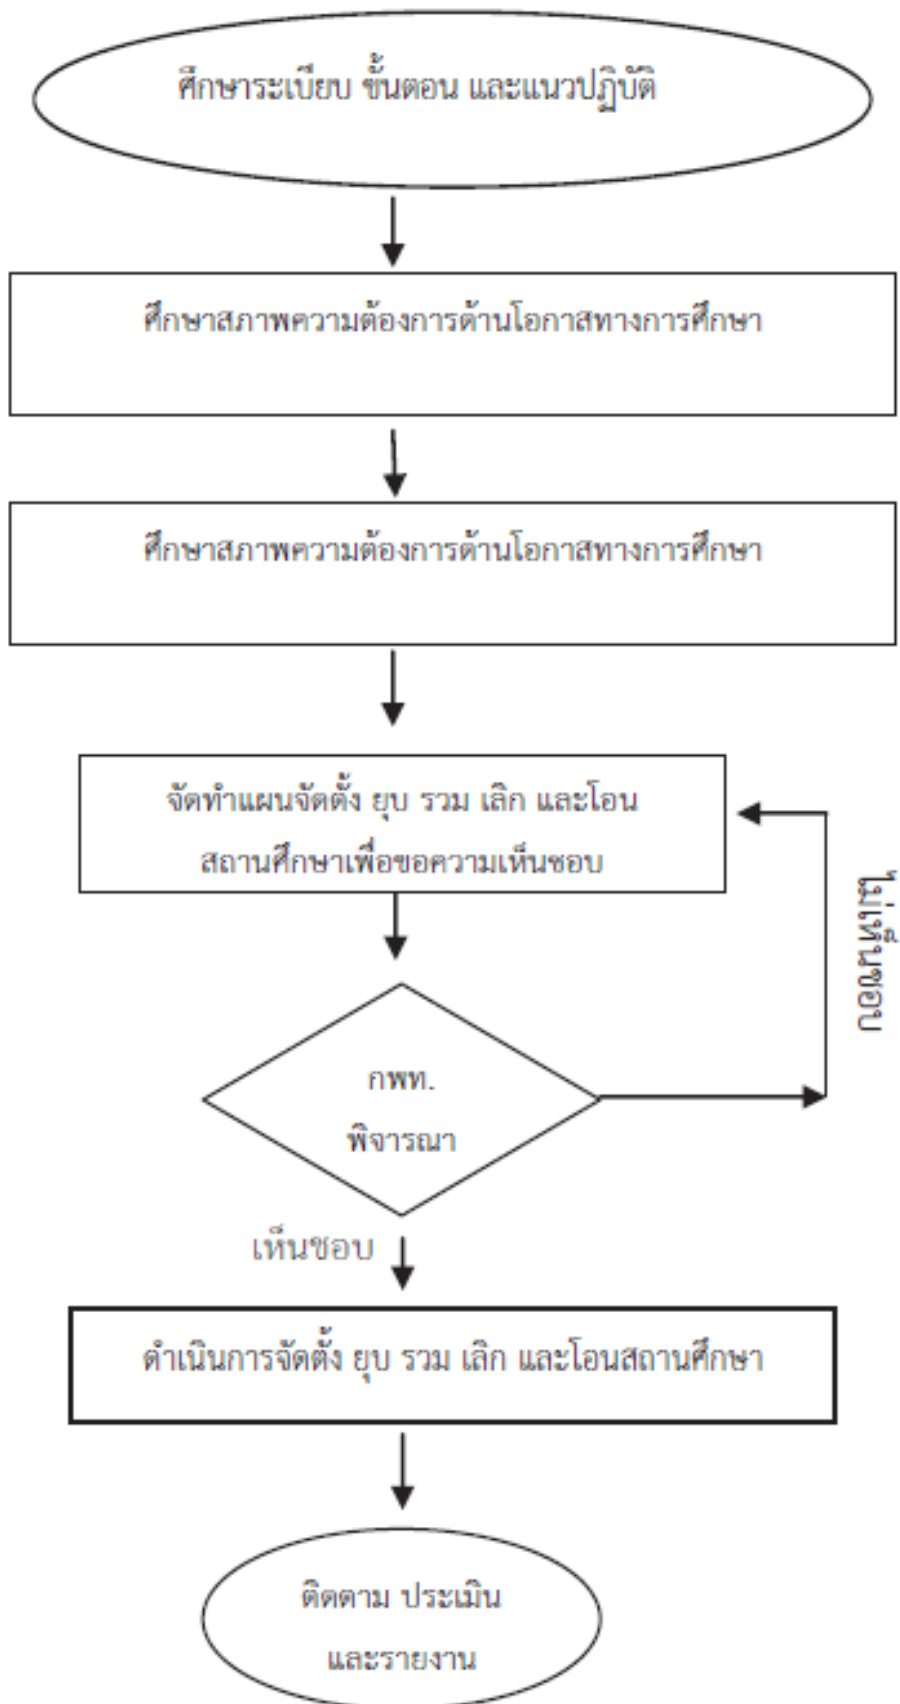 ศึกษาระเบียบ ขั้นตอน และแนวปฏิบัติ
ศึกษาสภาพความต้องการด้านโอกาสทางการศึกษา
ศึกษาสภาพความต้องการด้านโอกาสทางการศึกษา
จัดทำแผนจัดตั้ง ยุบ รวม เลิก และโอน
สถานศึกษาเพื่อขอความเห็นชอบ
ไม่เห็นชอบ
กพท.
พิจารณา
เห็นชอบ
ดำเนินการจัดตั้ง ยุบ รวม เลิก และโอนสถานศึกษา
ติดตาม ประเมิน
และรายงาน